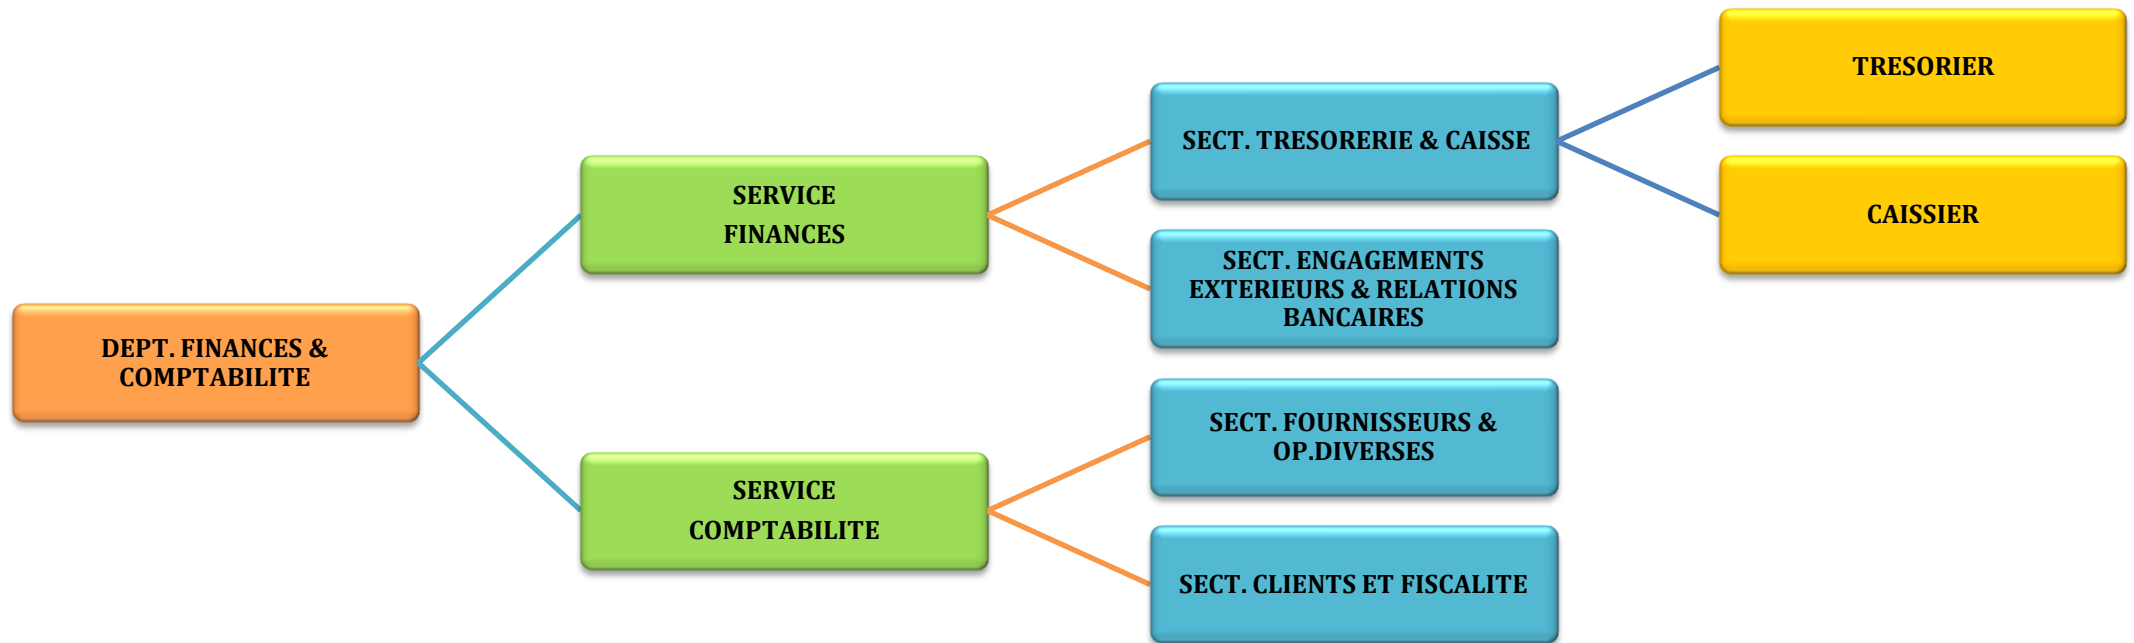 DEPT. FINANCES &
COMPTABILITE
SERVICE
FINANCES
SECT. TRESORERIE & CAISSE
TRESORIER
CAISSIER
SECT. ENGAGEMENTS
EXTERIEURS & RELATIONS
BANCAIRES
SERVICE
COMPTABILITE
SECT. FOURNISSEURS &
OP.DIVERSES
SECT. CLIENTS ET FISCALITE